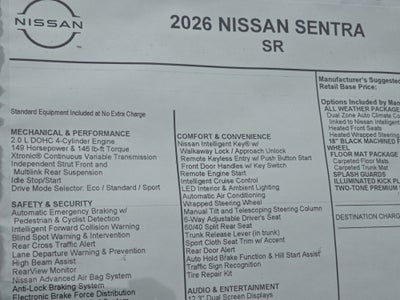 NISSAN
2026 NISSAN SENTRA
SR
Standard Equipment Included at No Extra Charge
MECHANICAL & PERFORMANCE
2.0 L DOHC 4-Cylinder Engine
149 Horsepower & 146 lb-ft Torque
Xtronic® Continuous Variable Transmission
Independent Strut Front and
Multilink Rear Suspension
Idle Stop/Start
Drive Mode Selector: Eco / Standard / Sport
SAFETY & SECURITY
Automatic Emergency Braking w/
Pedestrian & Cyclist Detection
Intelligent Forward Collision Warning
Blind Spot Warning & Intervention
Rear Cross Traffic Alert
Lane Departure Warning & Prevention
High Beam Assist
RearView Monitor
Nissan Advanced Air Bag System
Anti-Lock Braking System
Electronic Brake Force Distribution
COMFORT & CONVENIENCE
Nissan Intelligent Key® w/
Walkaway Lock / Approach Unlock
Remote Keyless Entry w/ Push Button Start
Front Door Handles w/ Key Switch
Remote Engine Start
Intelligent Cruise Control
LED Interior & Ambient Lighting
Automatic Air Conditioning
Wrapped Steering Wheel
Manual Tilt and Telescoping Steering Column
6-Way Adjustable Driver's Seat
60/40 Split Rear Seat
Trunk Release Lever (in trunk)
Sport Cloth Seat Trim w/ Accent
Rear Door Alert
Auto Hold Brake Function & Hill Start Assist
Traffic Sign Recognition
Tire Repair Kit
AUDIO & ENTERTAINMENT
12.3" Dual Screen Displays
Manufacturer's Suggested
Retail Base Price:
Options Included by Man
ALL WEATHER PACKAGE
Dual Zone Auto Climate Co
linked to Nissan Intelligent
Heated Front Seats
Heated Wrapped Steering
18" BLACK MACHINED F
WHEEL
FLOOR MAT PACKAGE
Carpeted Floor Mats
Carpeted Trunk Mat
SPLASH GUARDS
ILLUMINATED KICK PL
TWO-TONE PREMIUM
DESTINATION CHARGE